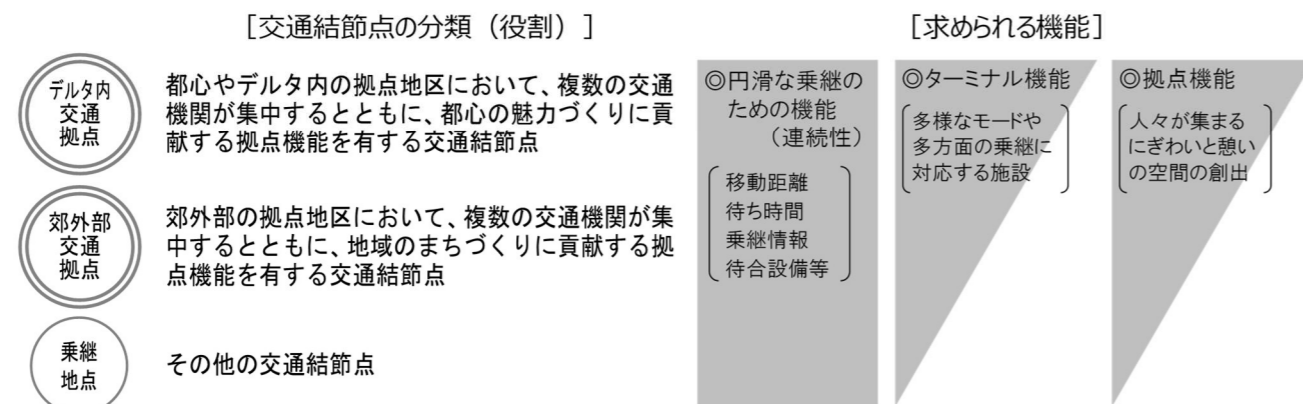 ［交通結節点の分類（役割）］
［求められる機能］
デルタ内
交通
拠点
都心やデルタ内の拠点地区において、複数の交通
機関が集中するとともに、都心の魅力づくりに貢
献する拠点機能を有する交通結節点
郊外部
交通
拠点
郊外部の拠点地区において、複数の交通機関が集
中するとともに、地域のまちづくりに貢献する拠
点機能を有する交通結節点
乗継
地点
その他の交通結節点
◎円滑な乗継の
ための機能
（連続性）
移動距離
待ち時間
乗継情報
待合設備等
◎ターミナル機能
多様なモードや
多方面の乗継に
対応する施設
◎拠点機能
人々が集まる
にぎわいと憩い
の空間の創出